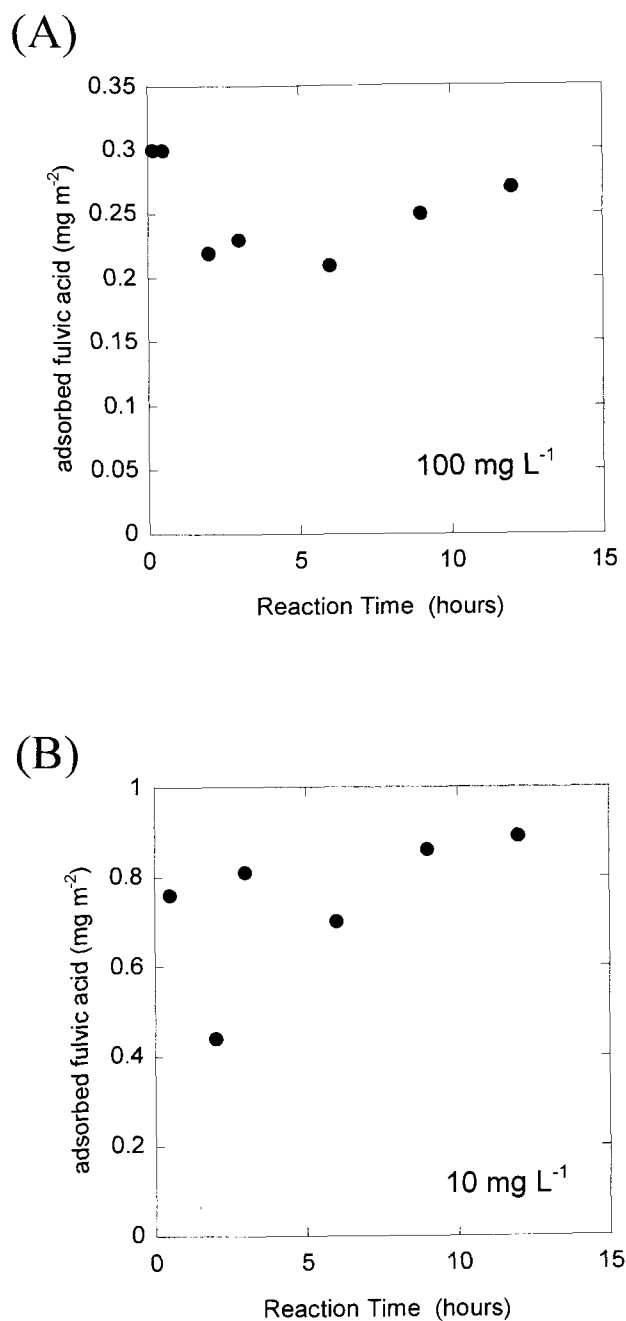 (A)
0.35
0.3
0.25
0.2
0.15
0.1
0.05
0
adsorbed fulvic acid (mg m⁻²)
100 mg L⁻¹
0 5 10 15
Reaction Time (hours)
(B)
1
0.8
0.6
0.4
0.2
0
adsorbed fulvic acid (mg m⁻²)
10 mg L⁻¹
0 5 10 15
Reaction Time (hours)